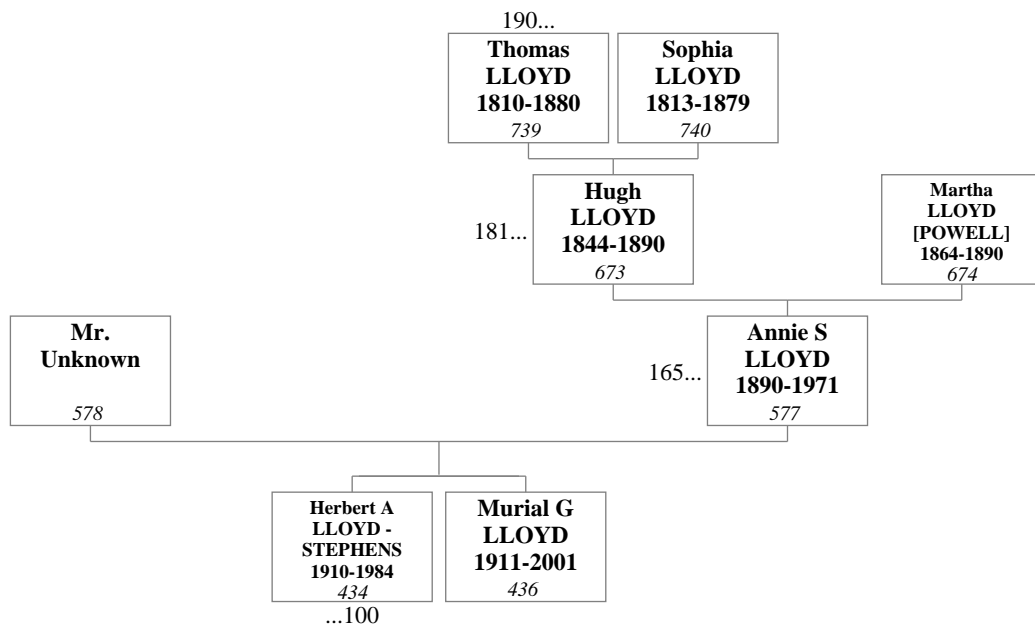 190...
Thomas
LLOYD
1810-1880
739
Sophia
LLOYD
1813-1879
740
181...
Hugh
LLOYD
1844-1890
673
Martha
LLOYD
[POWELL]
1864-1890
674
Mr.
Unknown
578
165...
Annie S
LLOYD
1890-1971
577
Herbert A
LLOYD -
STEPHENS
1910-1984
434
...100
Murial G
LLOYD
1911-2001
436